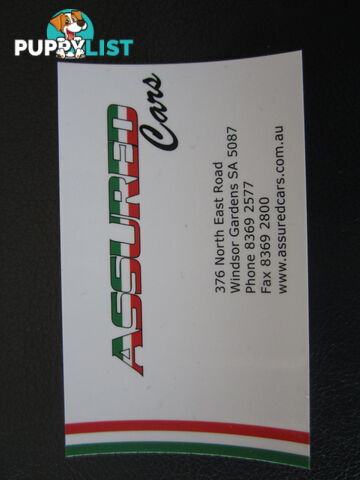 PUPPYLIST
ASSURED
Cars
376 North East Road
Windsor Gardens SA 5087
Phone 8369 2577
Fax 8369 2800
www.assuredcars.com.au